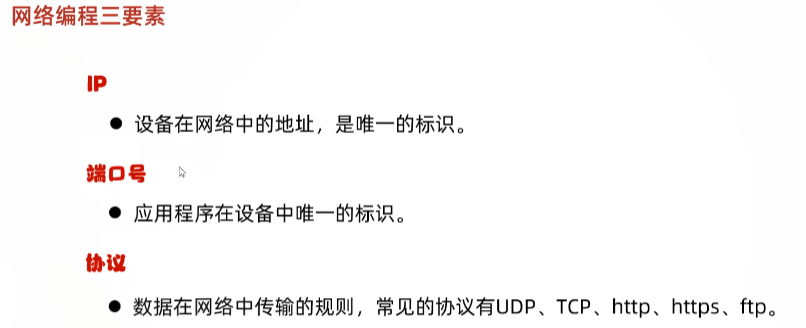 网络编程三要素
IP
● 设备在网络中的地址，是唯一的标识。
端口号
● 应用程序在设备中唯一的标识。
协议
● 数据在网络中传输的规则，常见的协议有UDP、TCP、http、https、ftp。